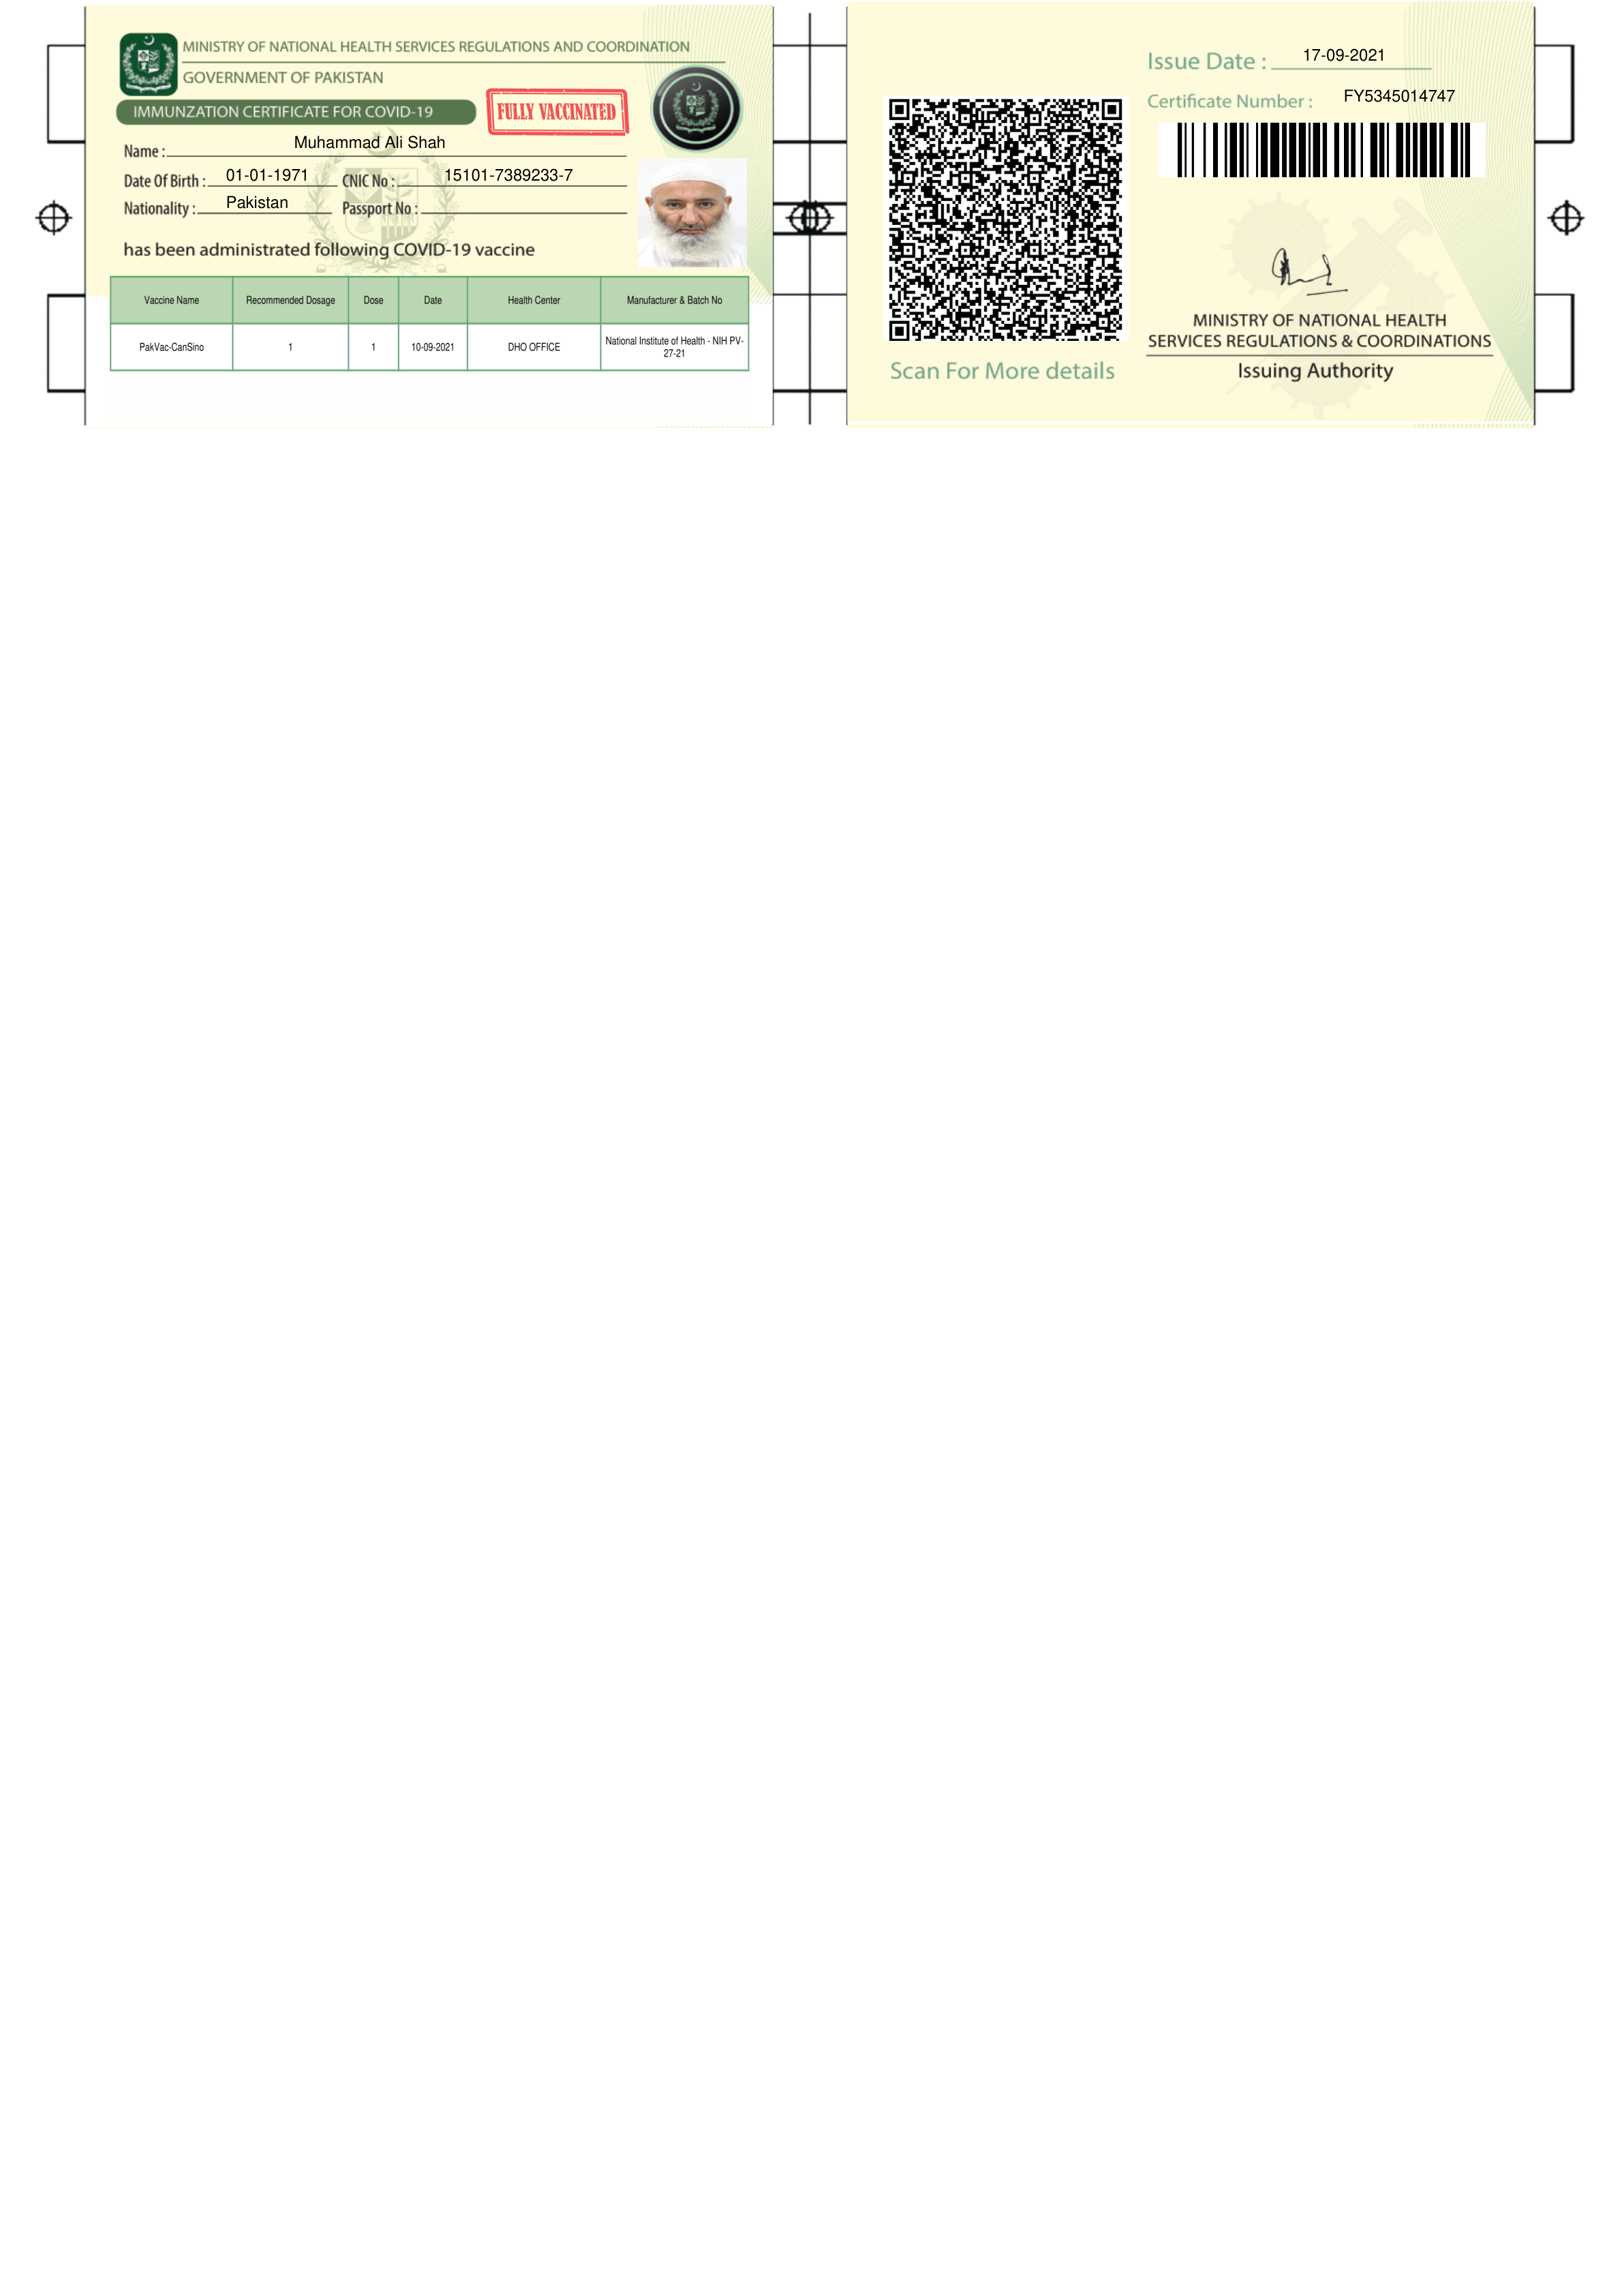 MINISTRY OF NATIONAL HEALTH SERVICES REGULATIONS AND COORDINATION
GOVERNMENT OF PAKISTAN
IMMUNZATION CERTIFICATE FOR COVID-19
FULLY VACCINATED
Name : Muhammad Ali Shah
Date Of Birth : 01-01-1971 CNIC No : 15101-7389233-7
Nationality : Pakistan Passport No :
has been administrated following COVID-19 vaccine
Vaccine Name Recommended Dosage Dose Date Health Center Manufacturer & Batch No
PakVac-CanSino 1 1 10-09-2021 DHO OFFICE National Institute of Health - NIH PV-
27-21
Issue Date : 17-09-2021
Certificate Number : FY5345014747
Scan For More details
MINISTRY OF NATIONAL HEALTH
SERVICES REGULATIONS & COORDINATIONS
Issuing Authority